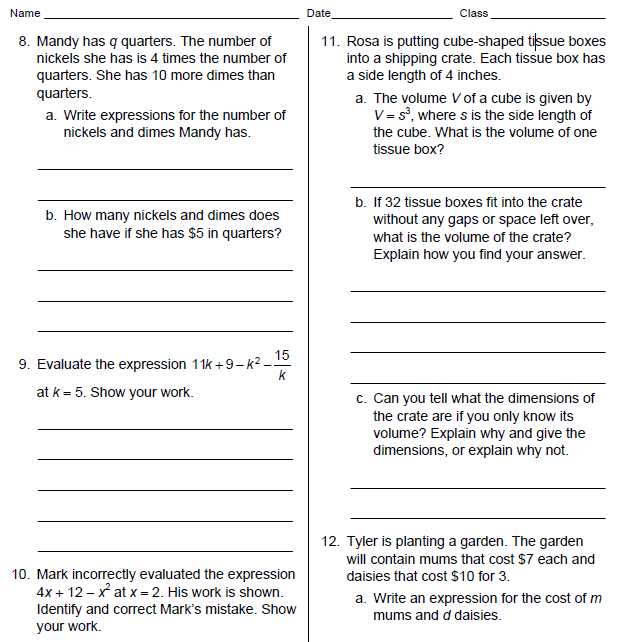 Name Date Class
8. Mandy has q quarters. The number of
nickels she has is 4 times the number of
quarters. She has 10 more dimes than
quarters.
a. Write expressions for the number of
nickels and dimes Mandy has.
b. How many nickels and dimes does
she have if she has $5 in quarters?
9. Evaluate the expression 11k + 9 – k² – 15/k
at k = 5. Show your work.
10. Mark incorrectly evaluated the expression
4x + 12 – x² at x = 2. His work is shown.
Identify and correct Mark's mistake. Show
your work.
11. Rosa is putting cube-shaped tissue boxes
into a shipping crate. Each tissue box has
a side length of 4 inches.
a. The volume V of a cube is given by
V = s³, where s is the side length of
the cube. What is the volume of one
tissue box?
b. If 32 tissue boxes fit into the crate
without any gaps or space left over,
what is the volume of the crate?
Explain how you find your answer.
c. Can you tell what the dimensions of
the crate are if you only know its
volume? Explain why and give the
dimensions, or explain why not.
12. Tyler is planting a garden. The garden
will contain mums that cost $7 each and
daisies that cost $10 for 3.
a. Write an expression for the cost of m
mums and d daisies.